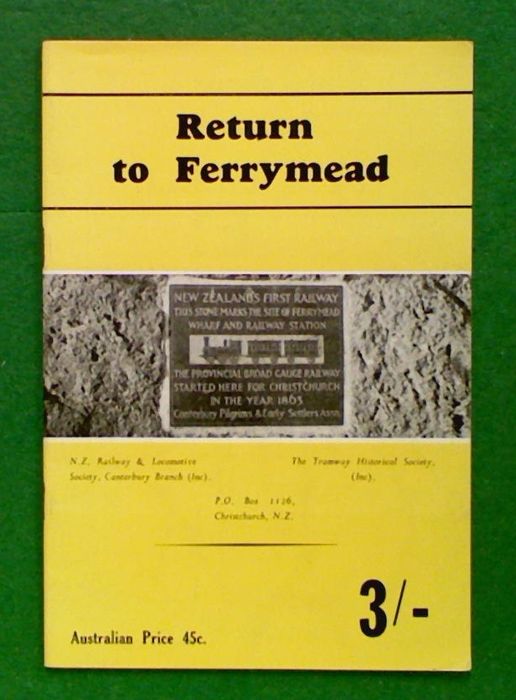 Return
to Ferrymead
NEW ZEALAND'S FIRST RAILWAY
THIS STONE MARKS THE SITE OF FERRYMEAD
WHARF AND RAILWAY STATION
THE PROVINCIAL BROAD GAUGE RAILWAY
STARTED HERE FOR CHRISTCHURCH
IN THE YEAR 1863
Canterbury Pilgrims & Early Settlers Assn.
N.Z. Railway & Locomotive
Society, Canterbury Branch (Inc).
The Tramway Historical Society,
(Inc).
P.O. Box 1126,
Christchurch, N.Z.
3/-
Australian Price 45c.